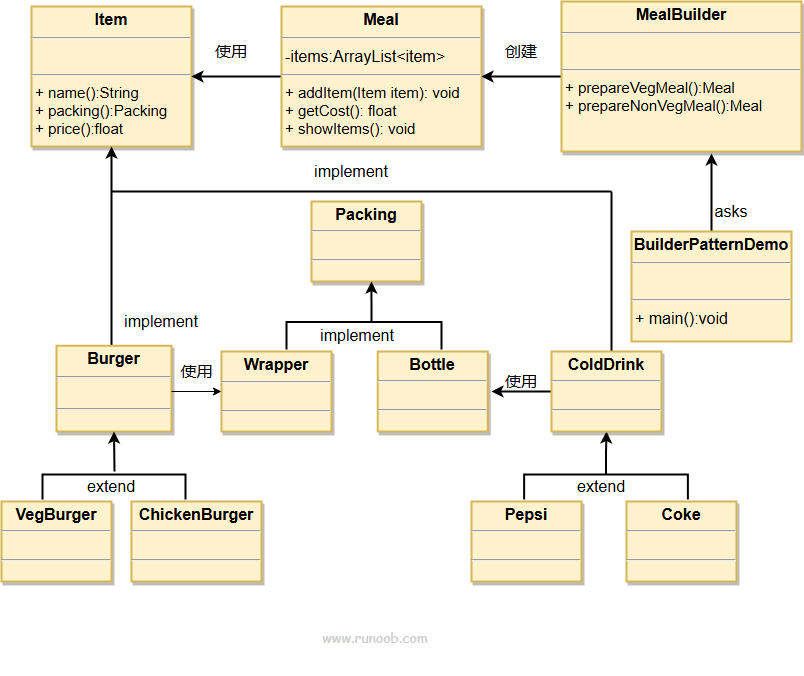 Item
+ name():String
+ packing():Packing
+ price():float
使用
Meal
-items:ArrayList<item>
+ addItem(Item item): void
+ getCost(): float
+ showItems(): void
创建
MealBuilder
+ prepareVegMeal():Meal
+ prepareNonVegMeal():Meal
implement
asks
Packing
BuilderPatternDemo
+ main():void
implement
implement
Burger
使用
Wrapper
Bottle
使用
ColdDrink
extend
extend
VegBurger
ChickenBurger
Pepsi
Coke
www.runoob.com